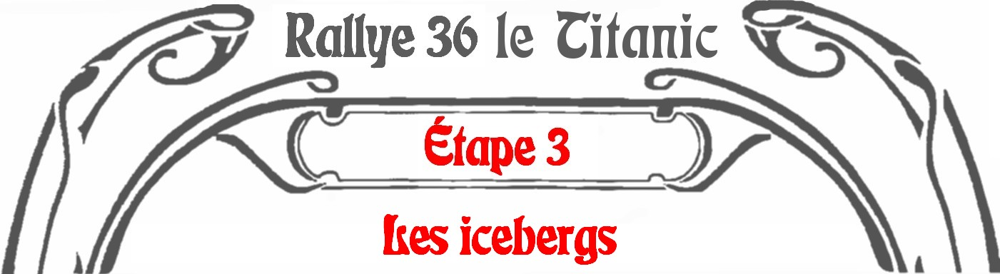 Rallye 36 le Titanic
Étape 3
Les icebergs